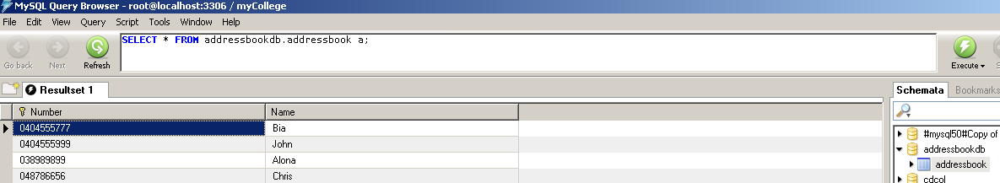 MySQL Query Browser - root@localhost:3306 / myCollege
File Edit View Query Script Tools Window Help
SELECT * FROM addressbookdb.addressbook a;
Go back Next Refresh Execute
Resultset 1 Schemata Bookmarks
Number Name
0404555777 Bia
0404555999 John #mysql50#Copy of
038989899 Alona addressbookdb
addressbook
048786656 Chris cdcol